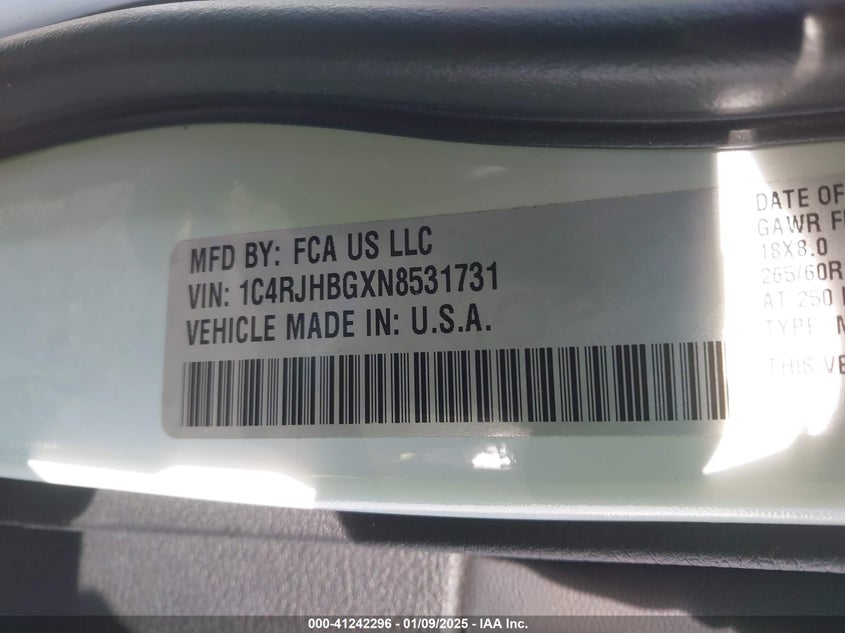 MFD BY: FCA US LLC
VIN: 1C4RJHBGXN8531731
VEHICLE MADE IN: U.S.A.
DATE OF
GAWR
18X8.0
265/60R
AT 250
TYPE:
THIS
000-41242296 - 01/09/2025 - IAA Inc.